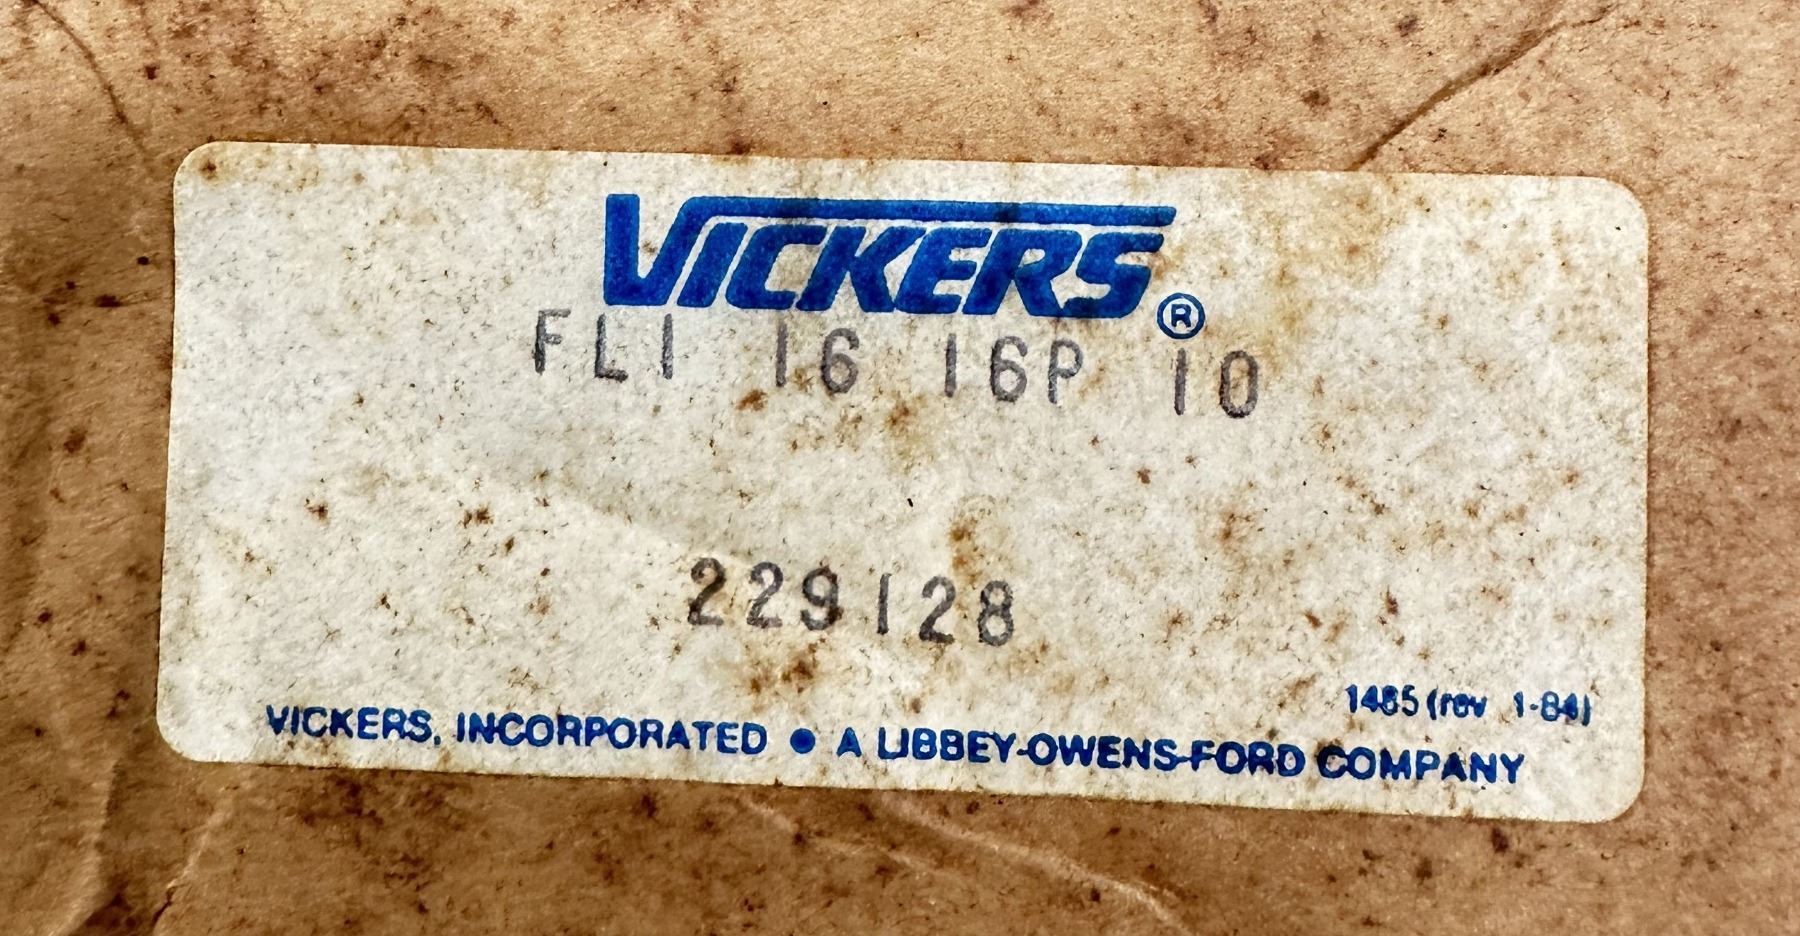 VICKERS®
FL1 16 16P 10
229128
1485 (rev 1-84)
VICKERS, INCORPORATED ● A LIBBEY-OWENS-FORD COMPANY